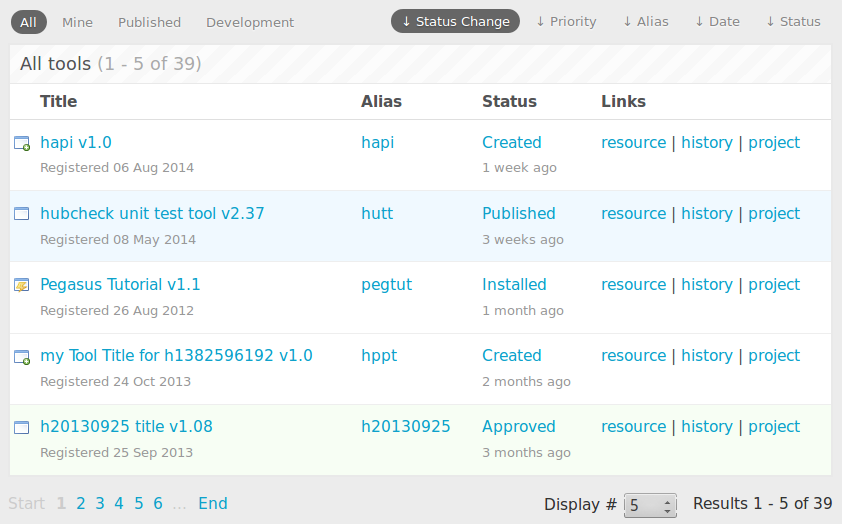 All Mine Published Development ↓ Status Change ↓ Priority ↓ Alias ↓ Date ↓ Status
All tools (1 - 5 of 39)
Title Alias Status Links
hapi v1.0 hapi Created resource | history | project
Registered 06 Aug 2014 1 week ago
hubcheck unit test tool v2.37 hutt Published resource | history | project
Registered 08 May 2014 3 weeks ago
Pegasus Tutorial v1.1 pegtut Installed resource | history | project
Registered 26 Aug 2012 1 month ago
my Tool Title for h1382596192 v1.0 hppt Created resource | history | project
Registered 24 Oct 2013 2 months ago
h20130925 title v1.08 h20130925 Approved resource | history | project
Registered 25 Sep 2013 3 months ago
Start 1 2 3 4 5 6 ... End Display # 5 Results 1 - 5 of 39